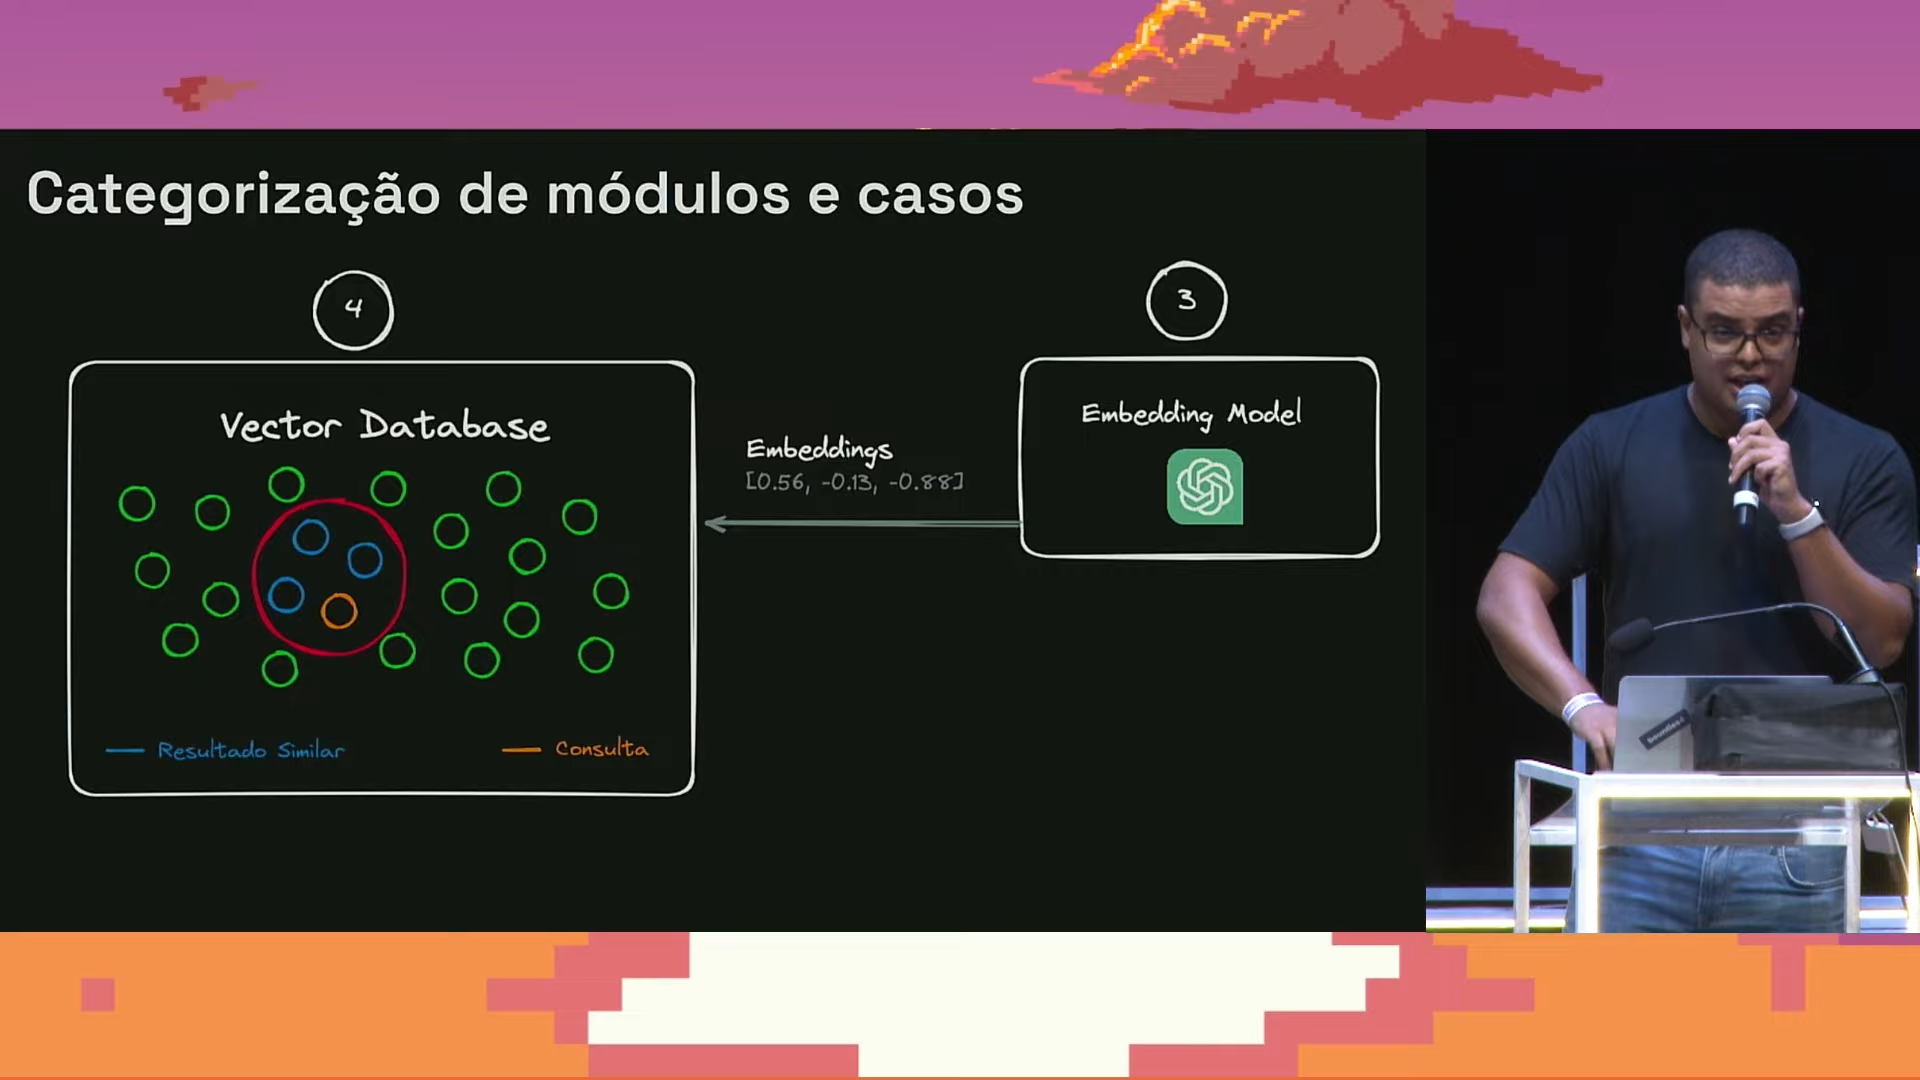 Categorização de módulos e casos
4
3
Vector Database
Embeddings
[0.56, -0.13, -0.88]
Embedding Model
Resultado Similar
Consulta